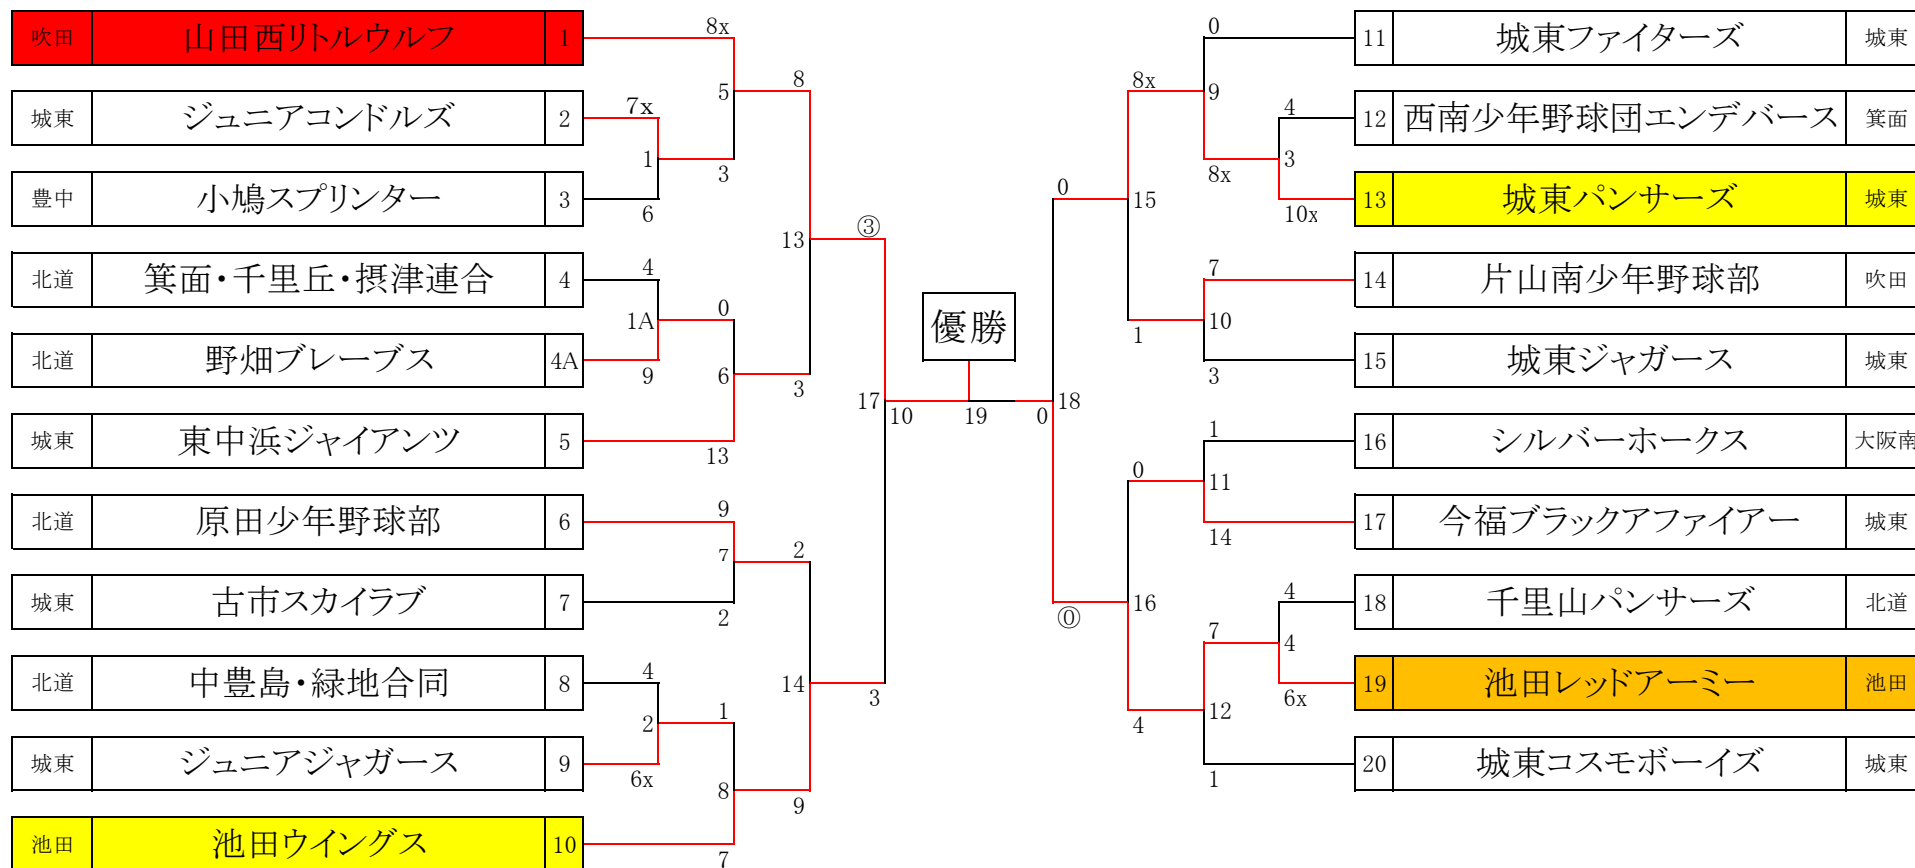 吹田 山田西リトルウルフ 1 8x 0 11 城東ファイターズ 城東
8 8x
5 9
城東 ジュニアコンドルズ 2 7x 4 12 西南少年野球団エンデバース 箕面
1 3 3 8x
豊中 小鳩スプリンター 3 6 0 15 10x 13 城東パンサーズ 城東
13 ③
北道 箕面・千里丘・摂津連合 4 4 7 14 片山南少年野球部 吹田
1A 0 優勝 1 10
北道 野畑ブレーブス 4A 9 6 3 3 15 城東ジャガース 城東
17 10 19 0 18
城東 東中浜ジャイアンツ 5 13 1 16 シルバーホークス 大阪南
0 11
北道 原田少年野球部 6 9 14 17 今福ブラックアファイアー 城東
7 2
城東 古市スカイラブ 7 2 ⓪ 16 4 18 千里山パンサーズ 北道
7 4
北道 中豊島・緑地合同 8 4 14 3 6x 19 池田レッドアーミー 池田
2 1 4 12
城東 ジュニアジャガース 9 6x 1 20 城東コスモボーイズ 城東
8 9
池田 池田ウイングス 10 7